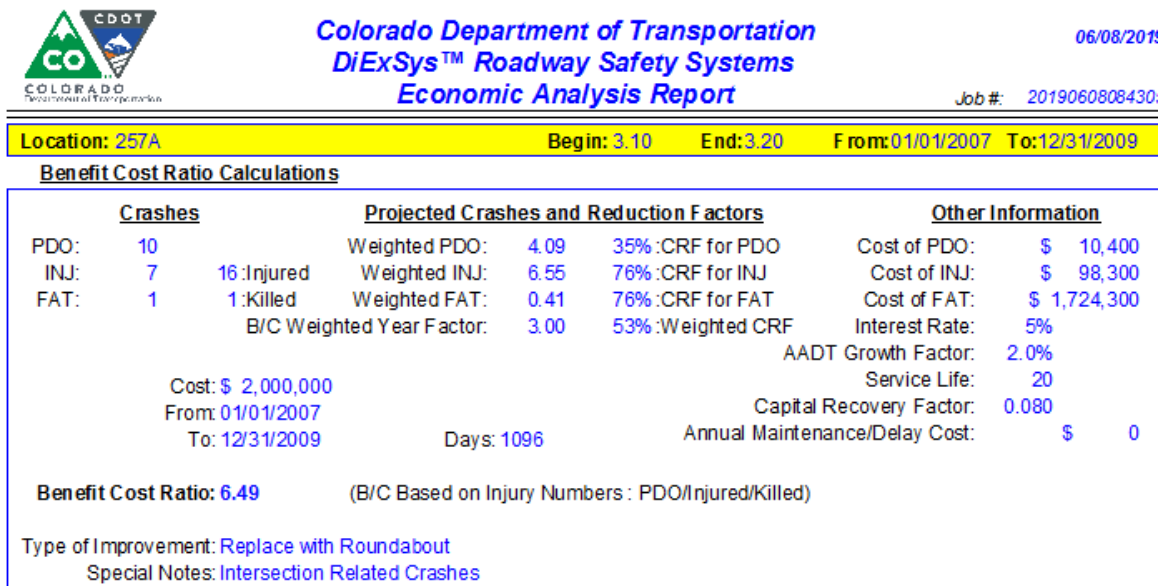 CDOT
CO
COLORADO
Department of Transportation
Colorado Department of Transportation
DiExSys™ Roadway Safety Systems
Economic Analysis Report
06/08/2019
Job #: 2019060808430
Location: 257A Begin: 3.10 End:3.20 From:01/01/2007 To:12/31/2009
Benefit Cost Ratio Calculations
Crashes Projected Crashes and Reduction Factors Other Information
PDO: 10 Weighted PDO: 4.09 35% :CRF for PDO Cost of PDO: $ 10,400
INJ: 7 16 :Injured Weighted INJ: 6.55 76% :CRF for INJ Cost of INJ: $ 98,300
FAT: 1 1 :Killed Weighted FAT: 0.41 76% :CRF for FAT Cost of FAT: $ 1,724,300
B/C Weighted Year Factor: 3.00 53% :Weighted CRF Interest Rate: 5%
AADT Growth Factor: 2.0%
Cost: $ 2,000,000 Service Life: 20
From: 01/01/2007 Capital Recovery Factor: 0.080
To: 12/31/2009 Days: 1096 Annual Maintenance/Delay Cost: $ 0
Benefit Cost Ratio: 6.49 (B/C Based on Injury Numbers : PDO/Injured/Killed)
Type of Improvement: Replace with Roundabout
Special Notes: Intersection Related Crashes